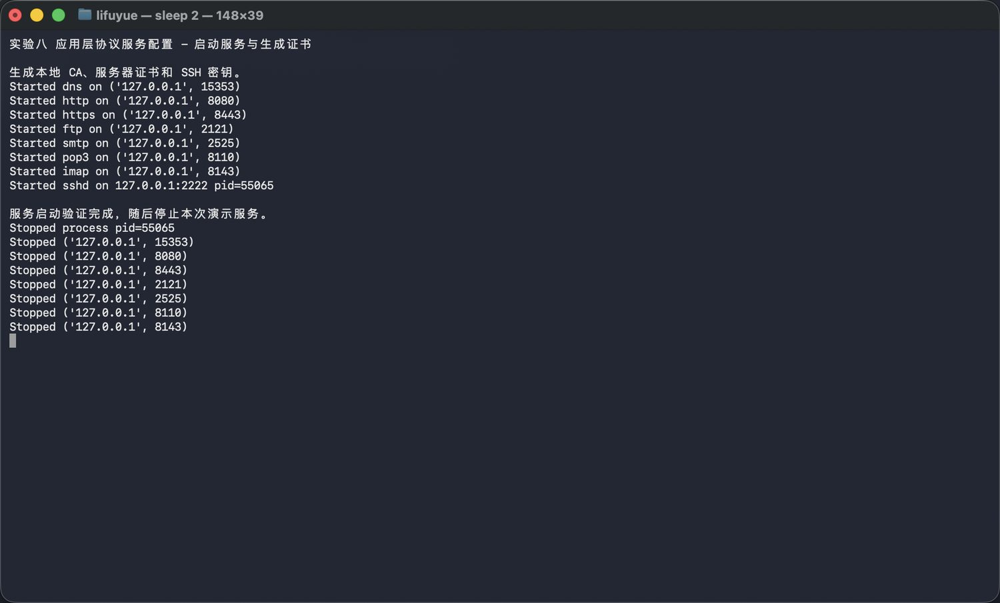 lifuyue — sleep 2 — 148×39
实验八 应用层协议服务配置 - 启动服务与生成证书
生成本地 CA、服务器证书和 SSH 密钥。
Started dns on ('127.0.0.1', 15353)
Started http on ('127.0.0.1', 8080)
Started https on ('127.0.0.1', 8443)
Started ftp on ('127.0.0.1', 2121)
Started smtp on ('127.0.0.1', 2525)
Started pop3 on ('127.0.0.1', 8110)
Started imap on ('127.0.0.1', 8143)
Started sshd on 127.0.0.1:2222 pid=55065
服务启动验证完成，随后停止本次演示服务。
Stopped process pid=55065
Stopped ('127.0.0.1', 15353)
Stopped ('127.0.0.1', 8080)
Stopped ('127.0.0.1', 8443)
Stopped ('127.0.0.1', 2121)
Stopped ('127.0.0.1', 2525)
Stopped ('127.0.0.1', 8110)
Stopped ('127.0.0.1', 8143)